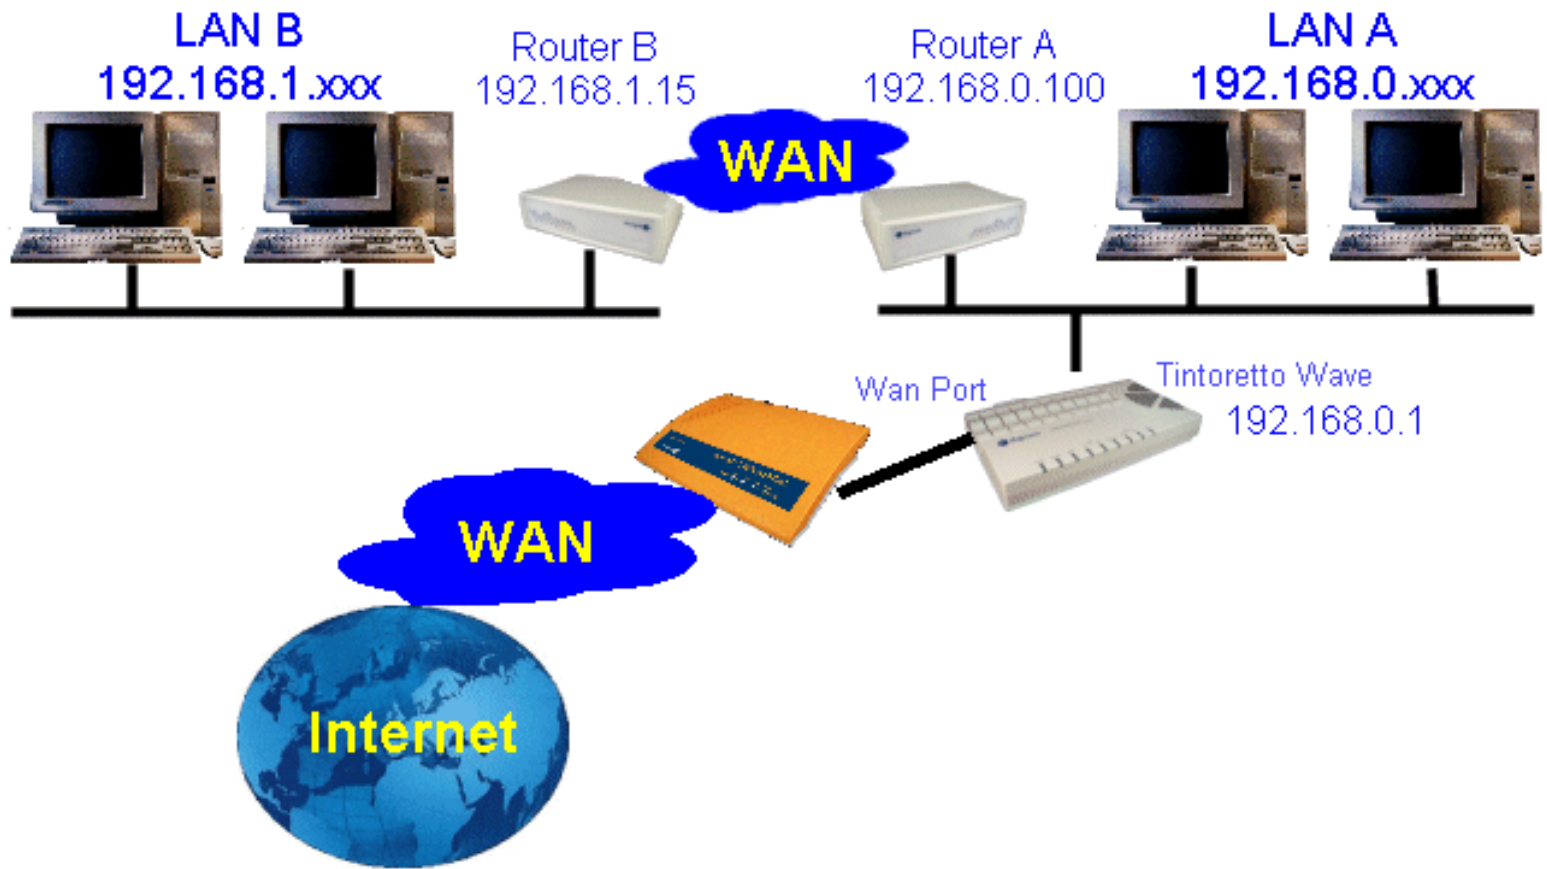 LAN B
192.168.1.xxx
Router B
192.168.1.15
Router A
192.168.0.100
LAN A
192.168.0.xxx
WAN
Wan Port
Tintoretto Wave
192.168.0.1
WAN
Internet